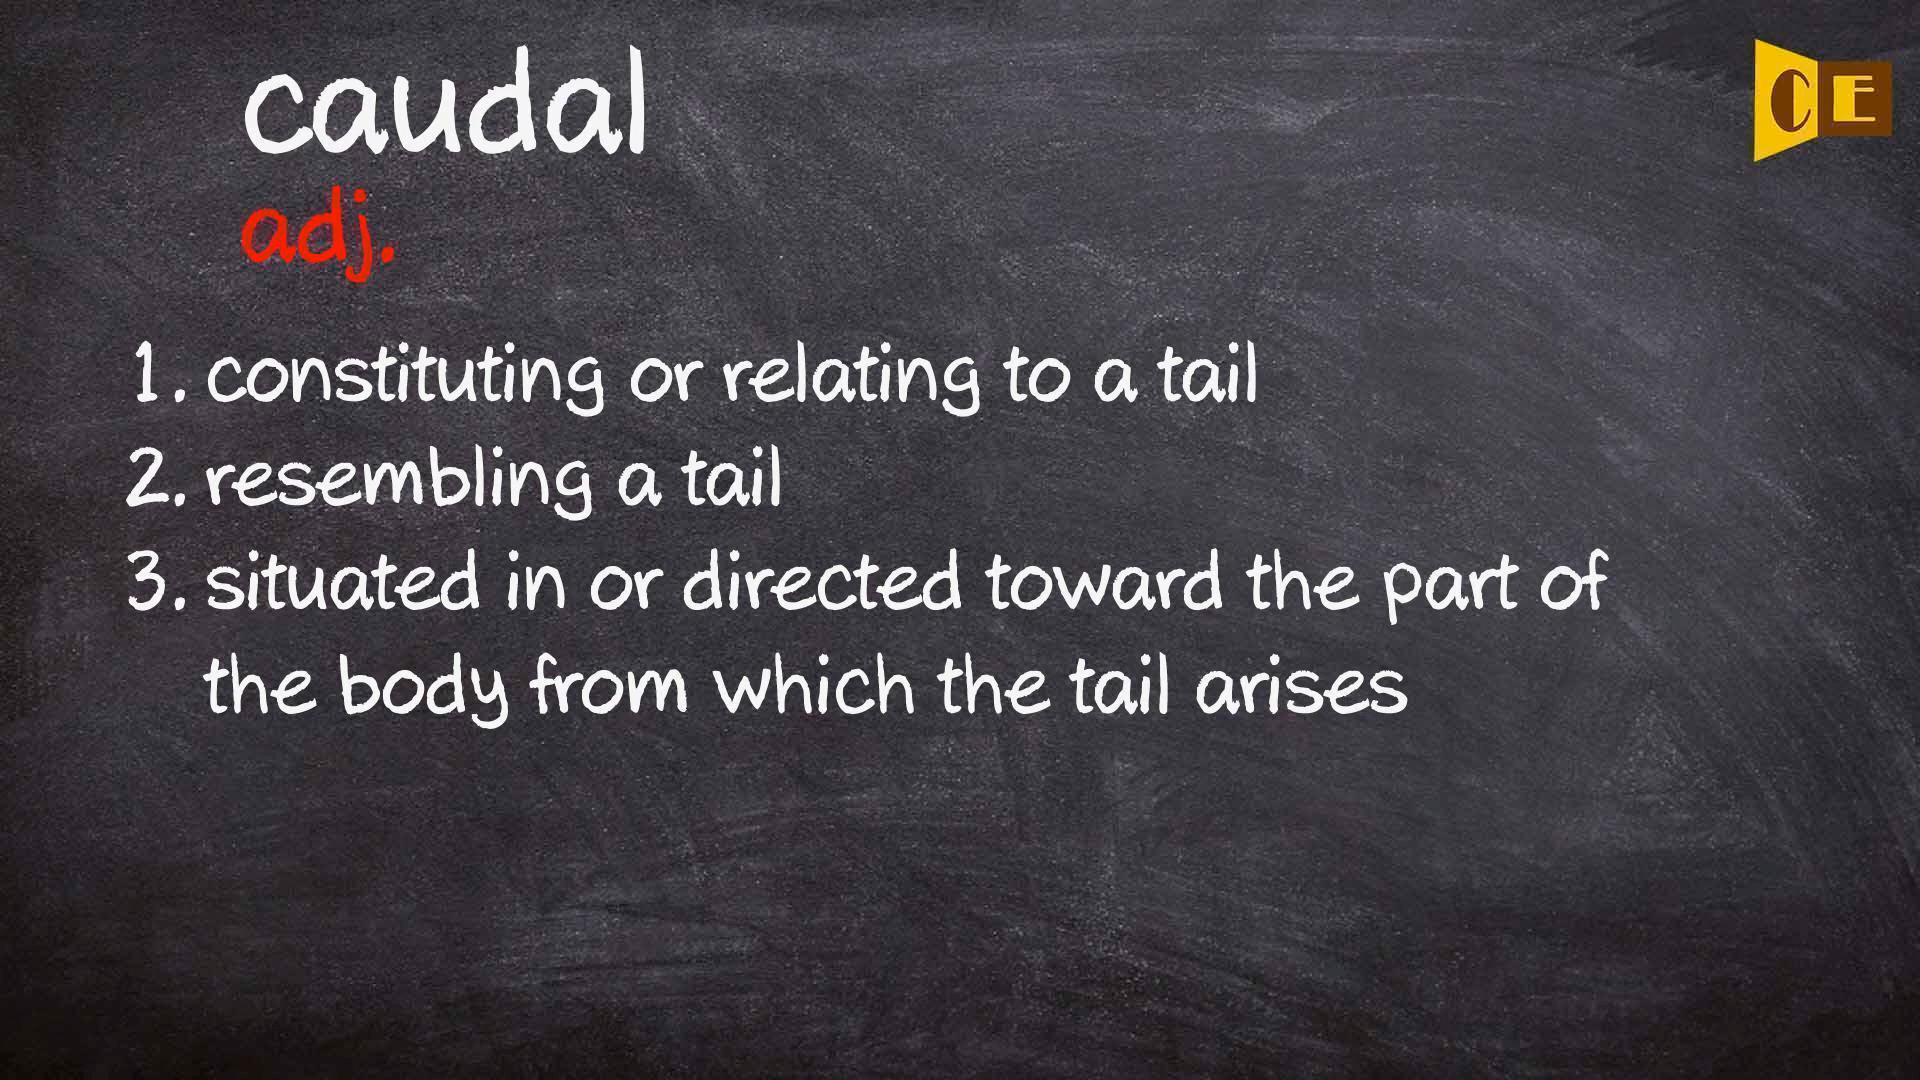 caudal
CE
adj.
1. constituting or relating to a tail
2. resembling a tail
3. situated in or directed toward the part of
the body from which the tail arises